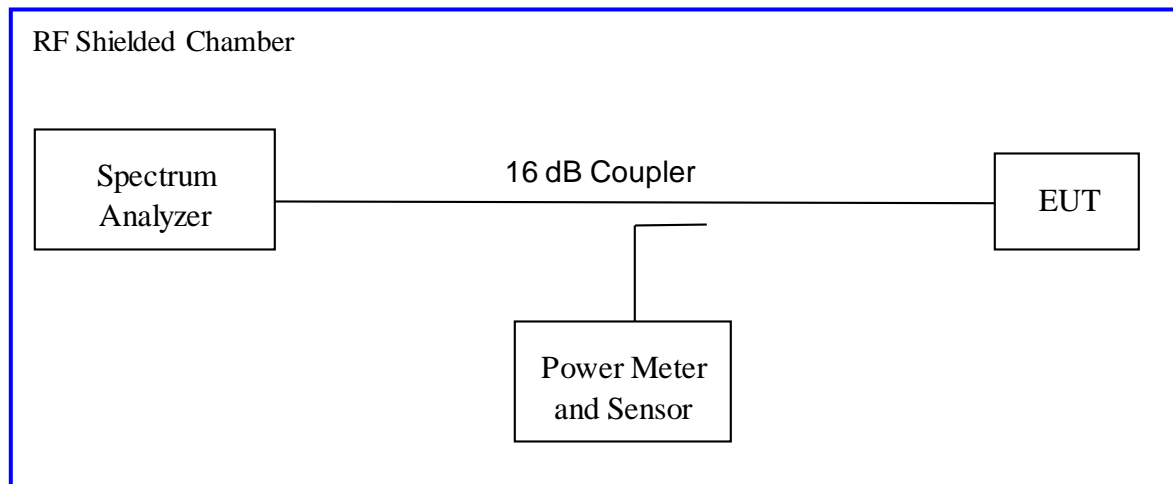 RF Shielded Chamber
Spectrum
Analyzer
16 dB Coupler
EUT
Power Meter
and Sensor